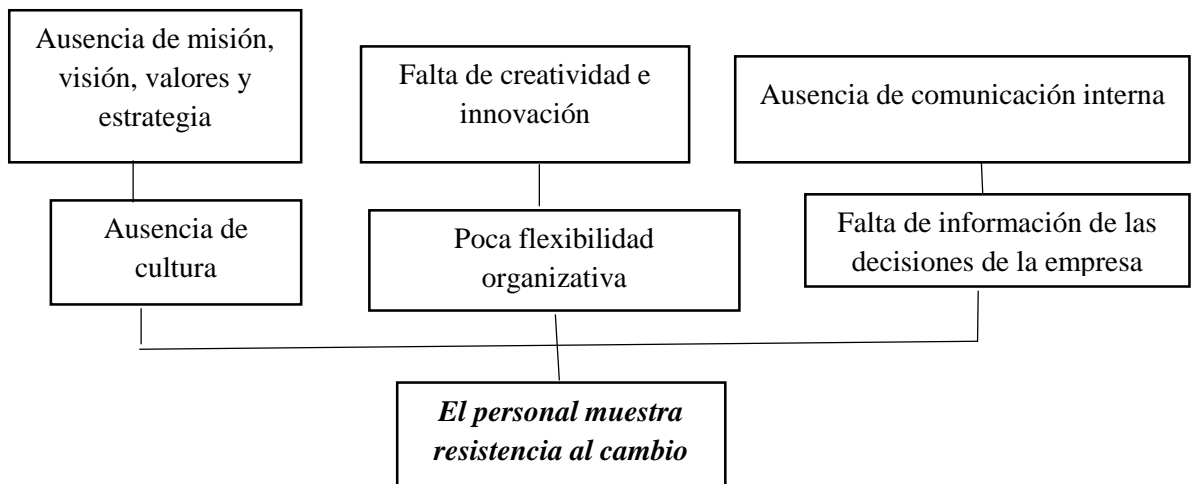 Ausencia de misión,
visión, valores y
estrategia
Falta de creatividad e
innovación
Ausencia de comunicación interna
Ausencia de
cultura
Poca flexibilidad
organizativa
Falta de información de las
decisiones de la empresa
El personal muestra
resistencia al cambio